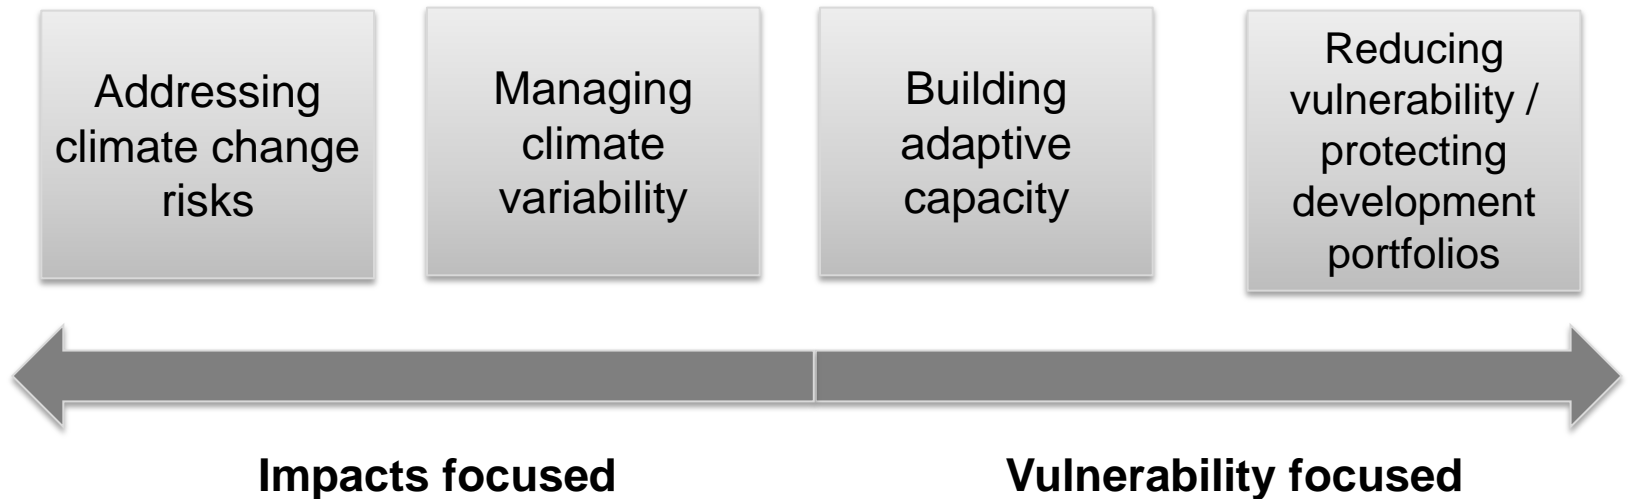 Addressing
climate change
risks
Managing
climate
variability
Building
adaptive
capacity
Reducing
vulnerability /
protecting
development
portfolios
Impacts focused
Vulnerability focused